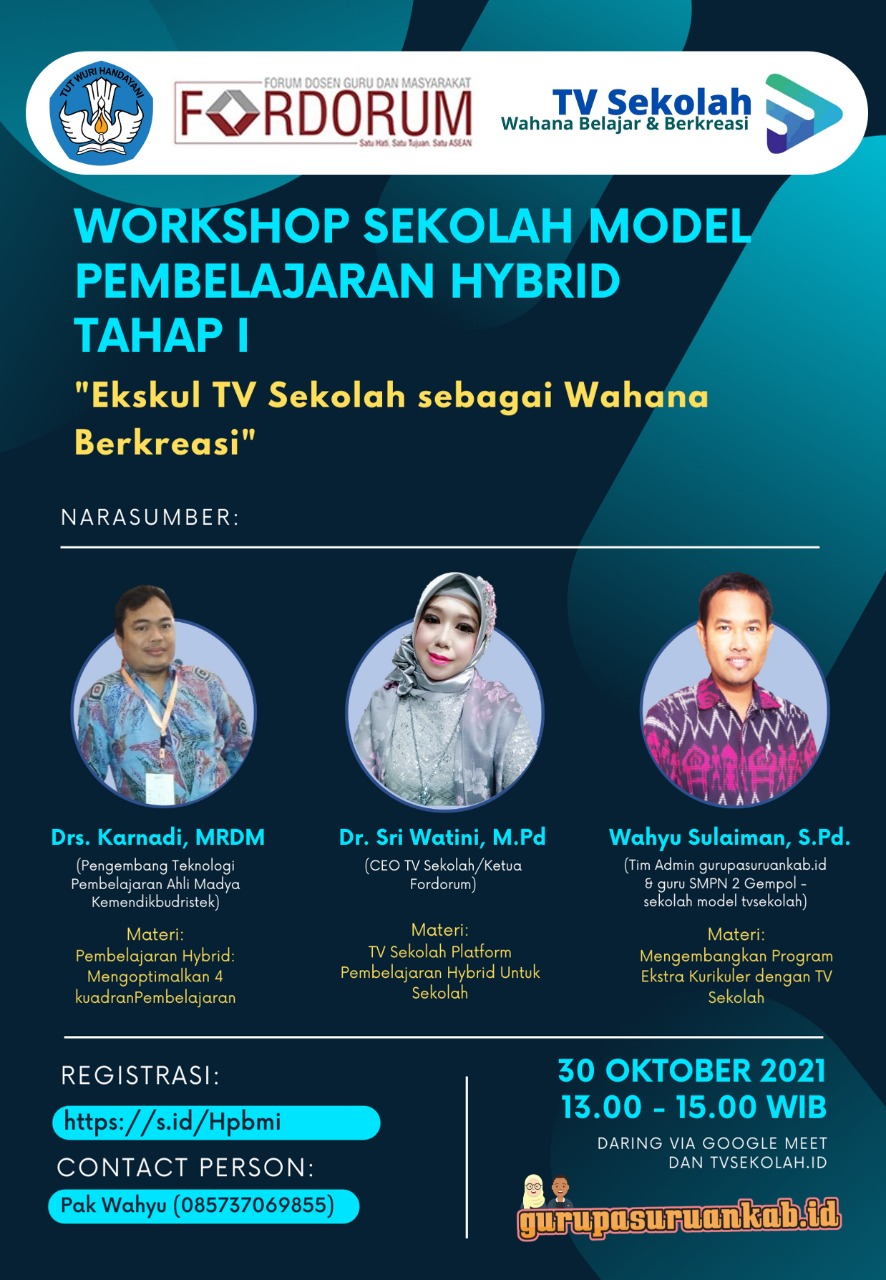 TUT WURI HANDAYANI
FORUM DOSEN GURU DAN MASYARAKAT
FORDORUM
Satu Hati. Satu Tujuan. Satu ASEAN
TV Sekolah
Wahana Belajar & Berkreasi
WORKSHOP SEKOLAH MODEL
PEMBELAJARAN HYBRID
TAHAP I
"Ekskul TV Sekolah sebagai Wahana
Berkreasi"
NARASUMBER:
Drs. Karnadi, MRDM
(Pengembang Teknologi
Pembelajaran Ahli Madya
Kemendikbudristek)
Materi:
Pembelajaran Hybrid:
Mengoptimalkan 4
kuadranPembelajaran
Dr. Sri Watini, M.Pd
(CEO TV Sekolah/Ketua
Fordorum)
Materi:
TV Sekolah Platform
Pembelajaran Hybrid Untuk
Sekolah
Wahyu Sulaiman, S.Pd.
(Tim Admin gurupasuruankab.id
& guru SMPN 2 Gempol -
sekolah model tvsekolah)
Materi:
Mengembangkan Program
Ekstra Kurikuler dengan TV
Sekolah
REGISTRASI:
https://s.id/Hpbmi
CONTACT PERSON:
Pak Wahyu (085737069855)
30 OKTOBER 2021
13.00 - 15.00 WIB
DARING VIA GOOGLE MEET
DAN TVSEKOLAH.ID
gurupasuruankab.id